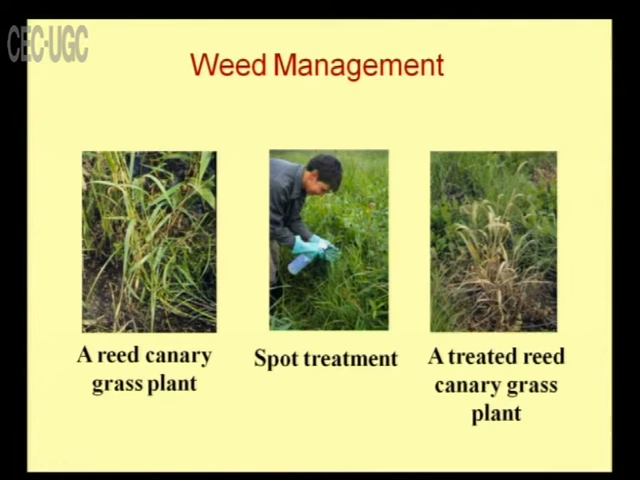 CEC-UGC
Weed Management
A reed canary
grass plant
Spot treatment
A treated reed
canary grass
plant